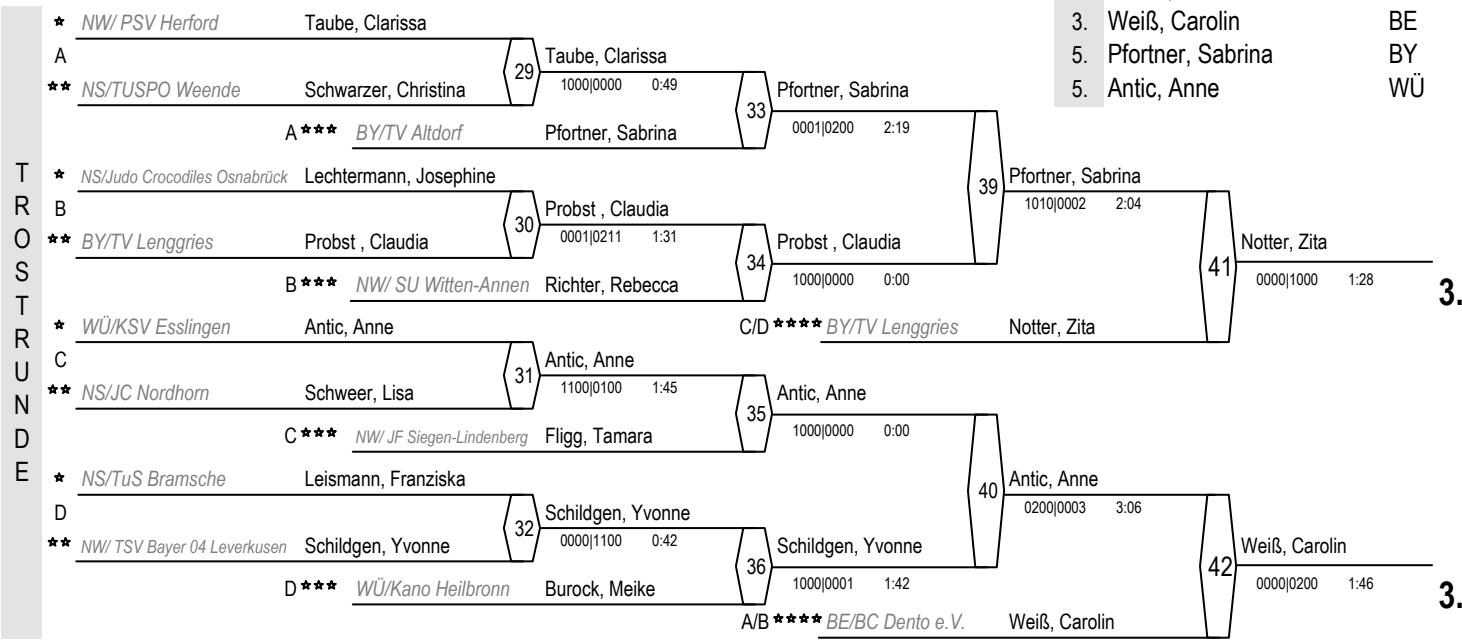 3. Weiß, Carolin BE
5. Pfortner, Sabrina BY
5. Antic, Anne WÜ
TROSTRUNDE
* NW/ PSV Herford Taube, Clarissa
A
29 Taube, Clarissa
1000|0000 0:49
** NS/TUSPO Weende Schwarzer, Christina
33 Pfortner, Sabrina
0001|0200 2:19
A *** BY/TV Altdorf Pfortner, Sabrina
39 Pfortner, Sabrina
1010|0002 2:04
* NS/Judo Crocodiles Osnabrück Lechtermann, Josephine
B
30 Probst , Claudia
0001|0211 1:31
** BY/TV Lenggries Probst , Claudia
34 Probst , Claudia
1000|0000 0:00
B *** NW/ SU Witten-Annen Richter, Rebecca
41 Notter, Zita
0000|1000 1:28
3.
C/D **** BY/TV Lenggries Notter, Zita
* WÜ/KSV Esslingen Antic, Anne
C
31 Antic, Anne
1100|0100 1:45
** NS/JC Nordhorn Schweer, Lisa
35 Antic, Anne
1000|0000 0:00
C *** NW/ JF Siegen-Lindenberg Fligg, Tamara
40 Antic, Anne
0200|0003 3:06
* NS/TuS Bramsche Leismann, Franziska
D
32 Schildgen, Yvonne
0000|1100 0:42
** NW/ TSV Bayer 04 Leverkusen Schildgen, Yvonne
36 Schildgen, Yvonne
1000|0001 1:42
D *** WÜ/Kano Heilbronn Burock, Meike
42 Weiß, Carolin
0000|0200 1:46
3.
A/B **** BE/BC Dento e.V. Weiß, Carolin